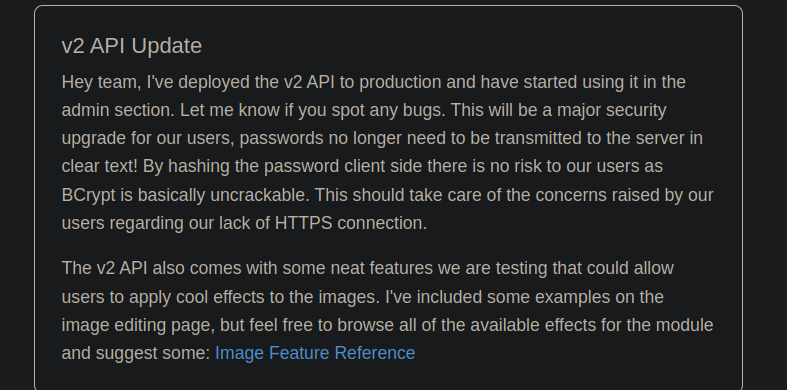 v2 API Update
Hey team, I've deployed the v2 API to production and have started using it in the
admin section. Let me know if you spot any bugs. This will be a major security
upgrade for our users, passwords no longer need to be transmitted to the server in
clear text! By hashing the password client side there is no risk to our users as
BCrypt is basically uncrackable. This should take care of the concerns raised by our
users regarding our lack of HTTPS connection.
The v2 API also comes with some neat features we are testing that could allow
users to apply cool effects to the images. I've included some examples on the
image editing page, but feel free to browse all of the available effects for the module
and suggest some: Image Feature Reference